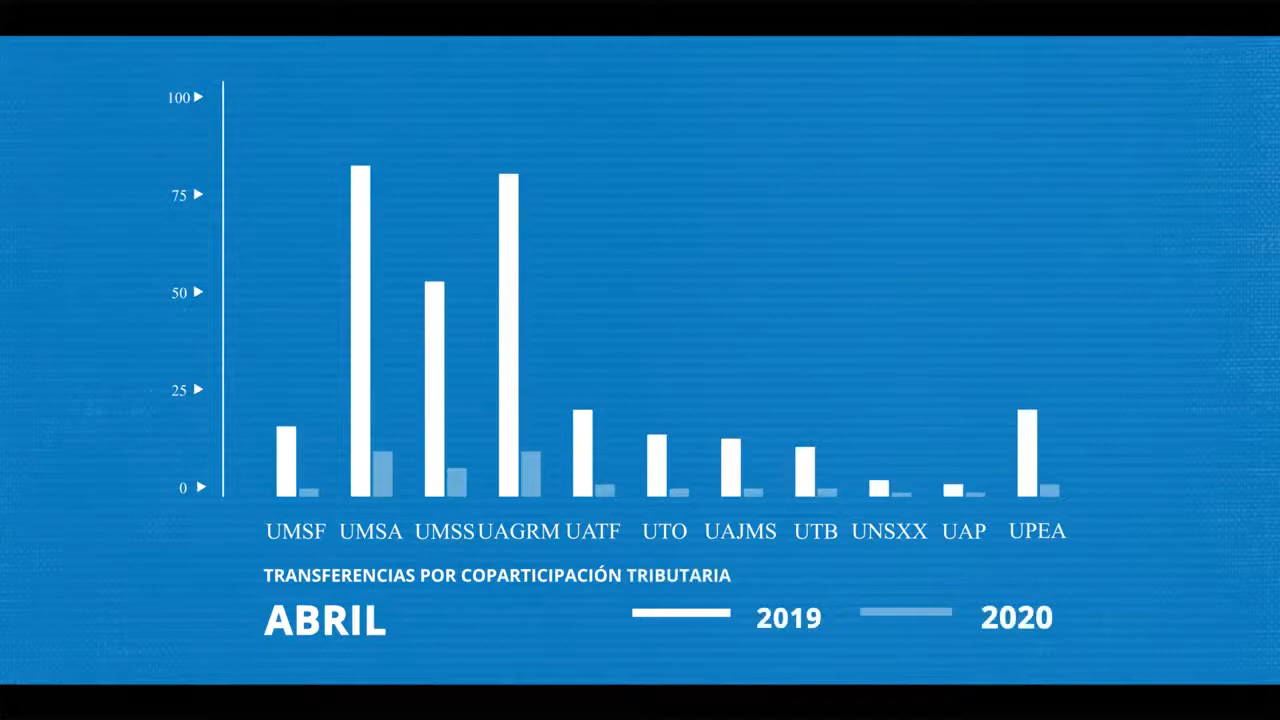 100
75
50
25
0
UMSF UMSA UMSS UAGRM UATF UTO UAJMS UTB UNSXX UAP UPEA
TRANSFERENCIAS POR COPARTICIPACIÓN TRIBUTARIA
ABRIL 2019 2020